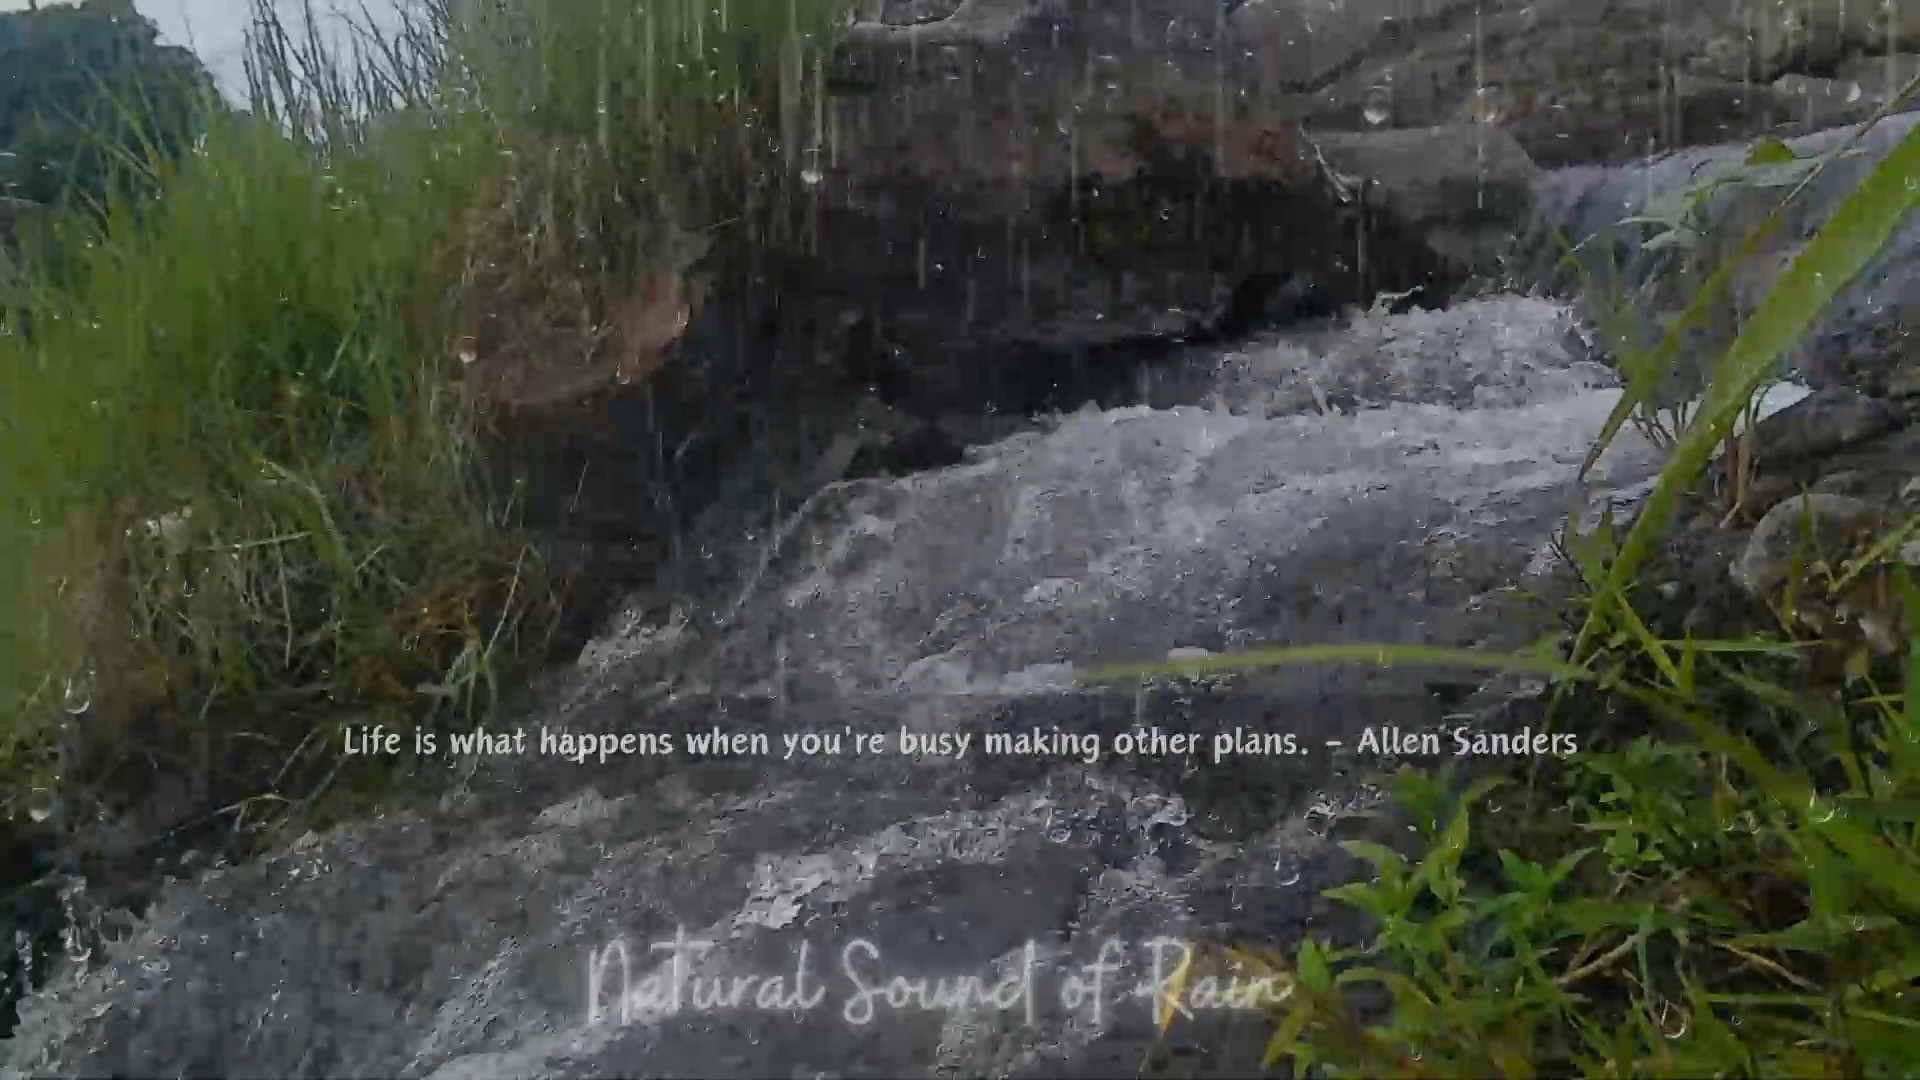 Life is what happens when you're busy making other plans. – Allen Sanders
Natural Sound of Rain